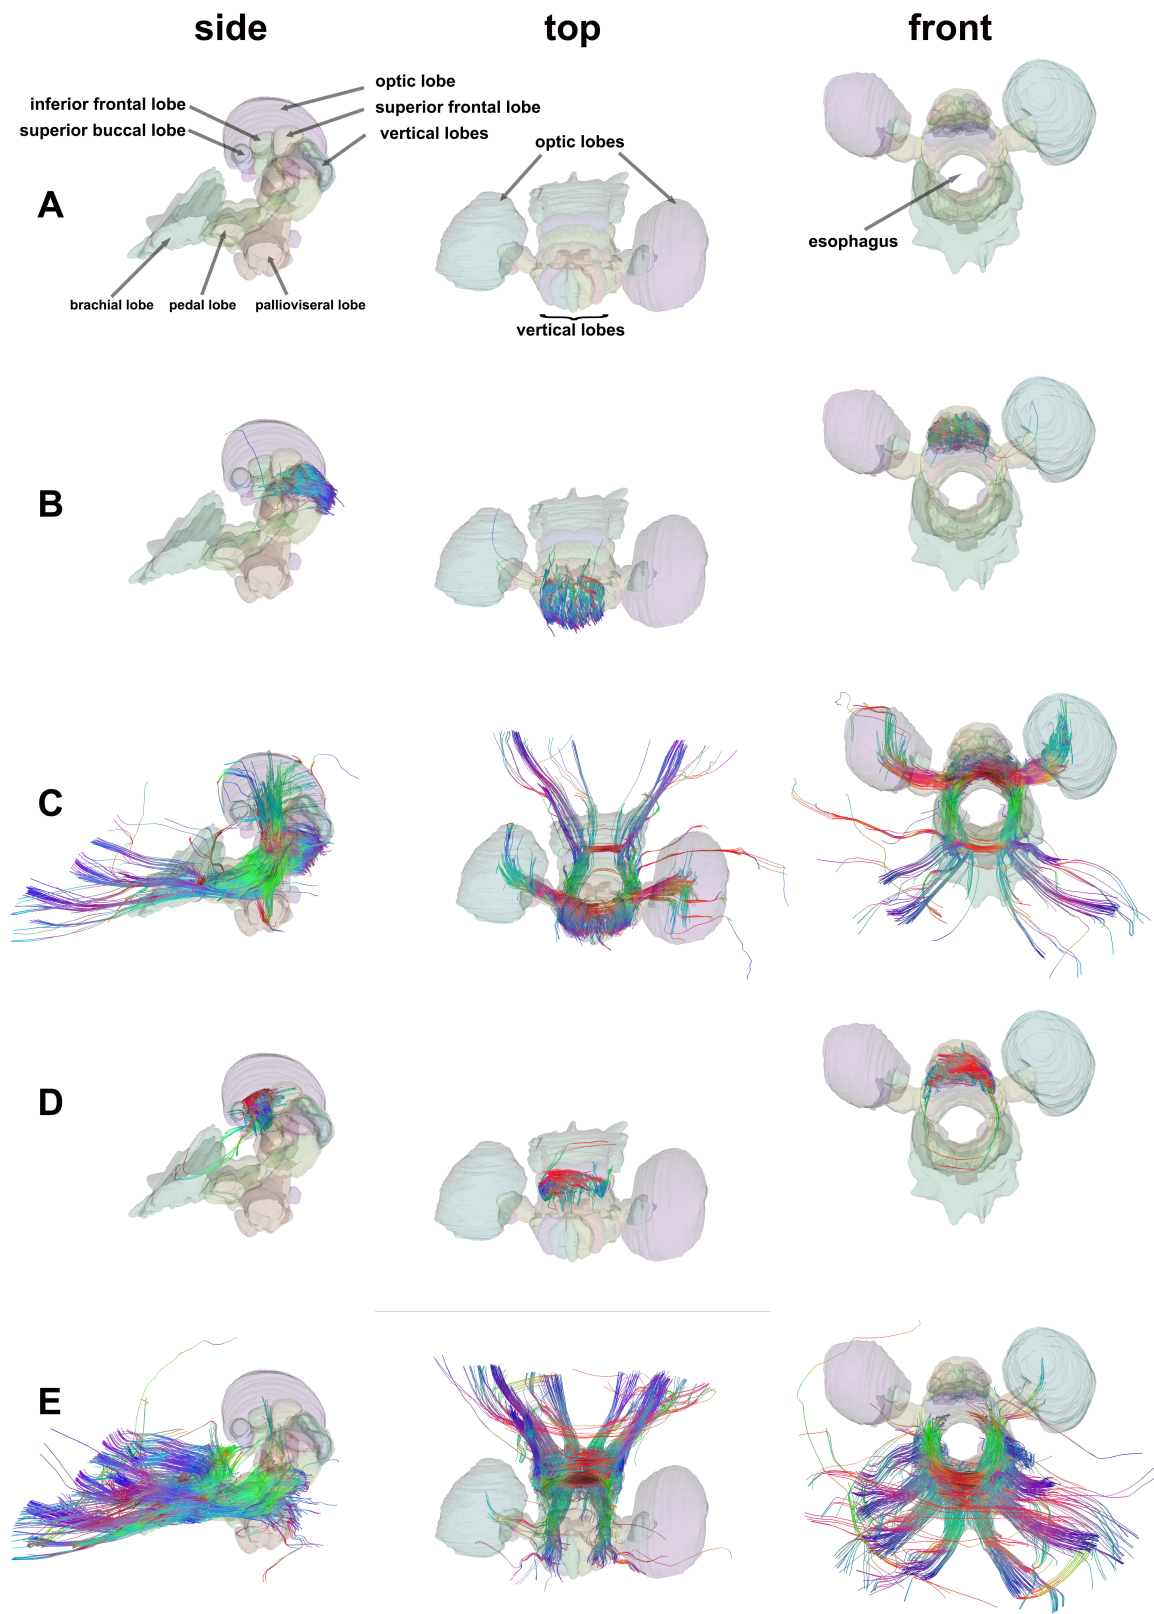 side top front
optic lobe
inferior frontal lobe
superior frontal lobe
superior buccal lobe
vertical lobes
optic lobes
A
esophagus
brachial lobe pedal lobe pallioviseral lobe
vertical lobes
B
C
D
E